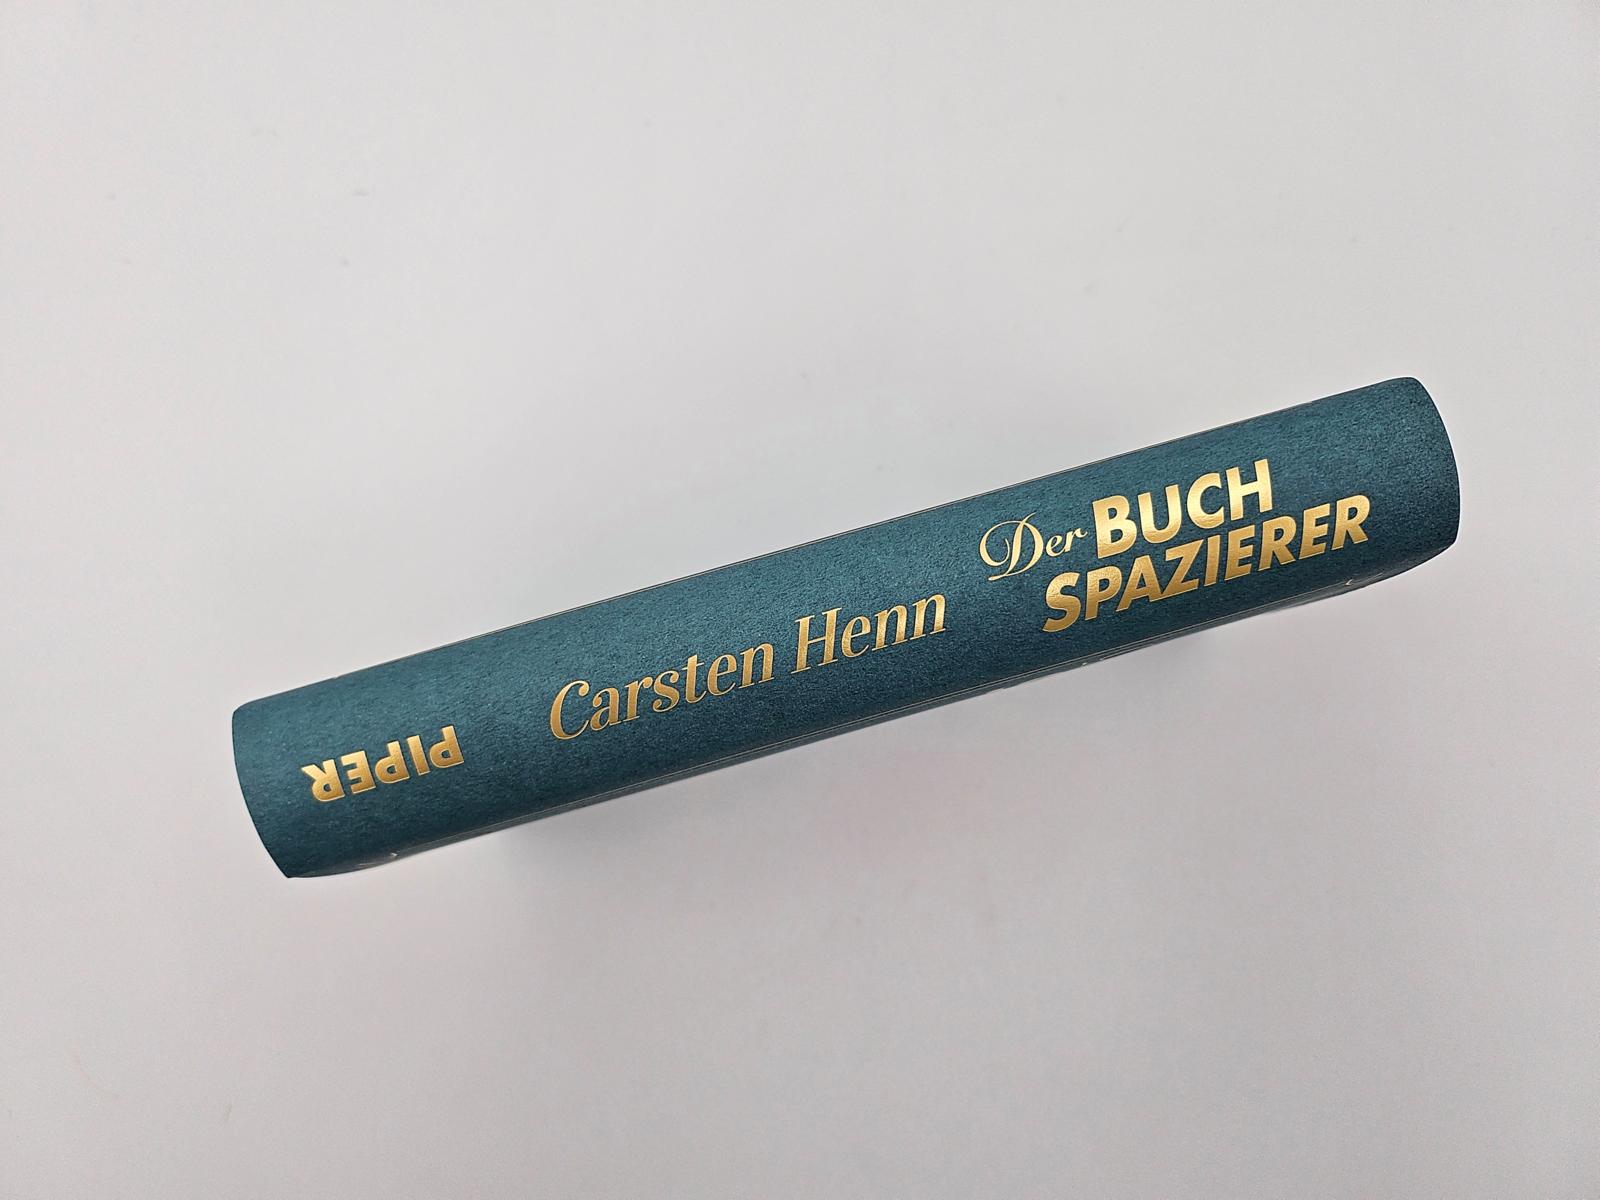 PIPER
Carsten Henn
Der BUCH
SPAZIERER